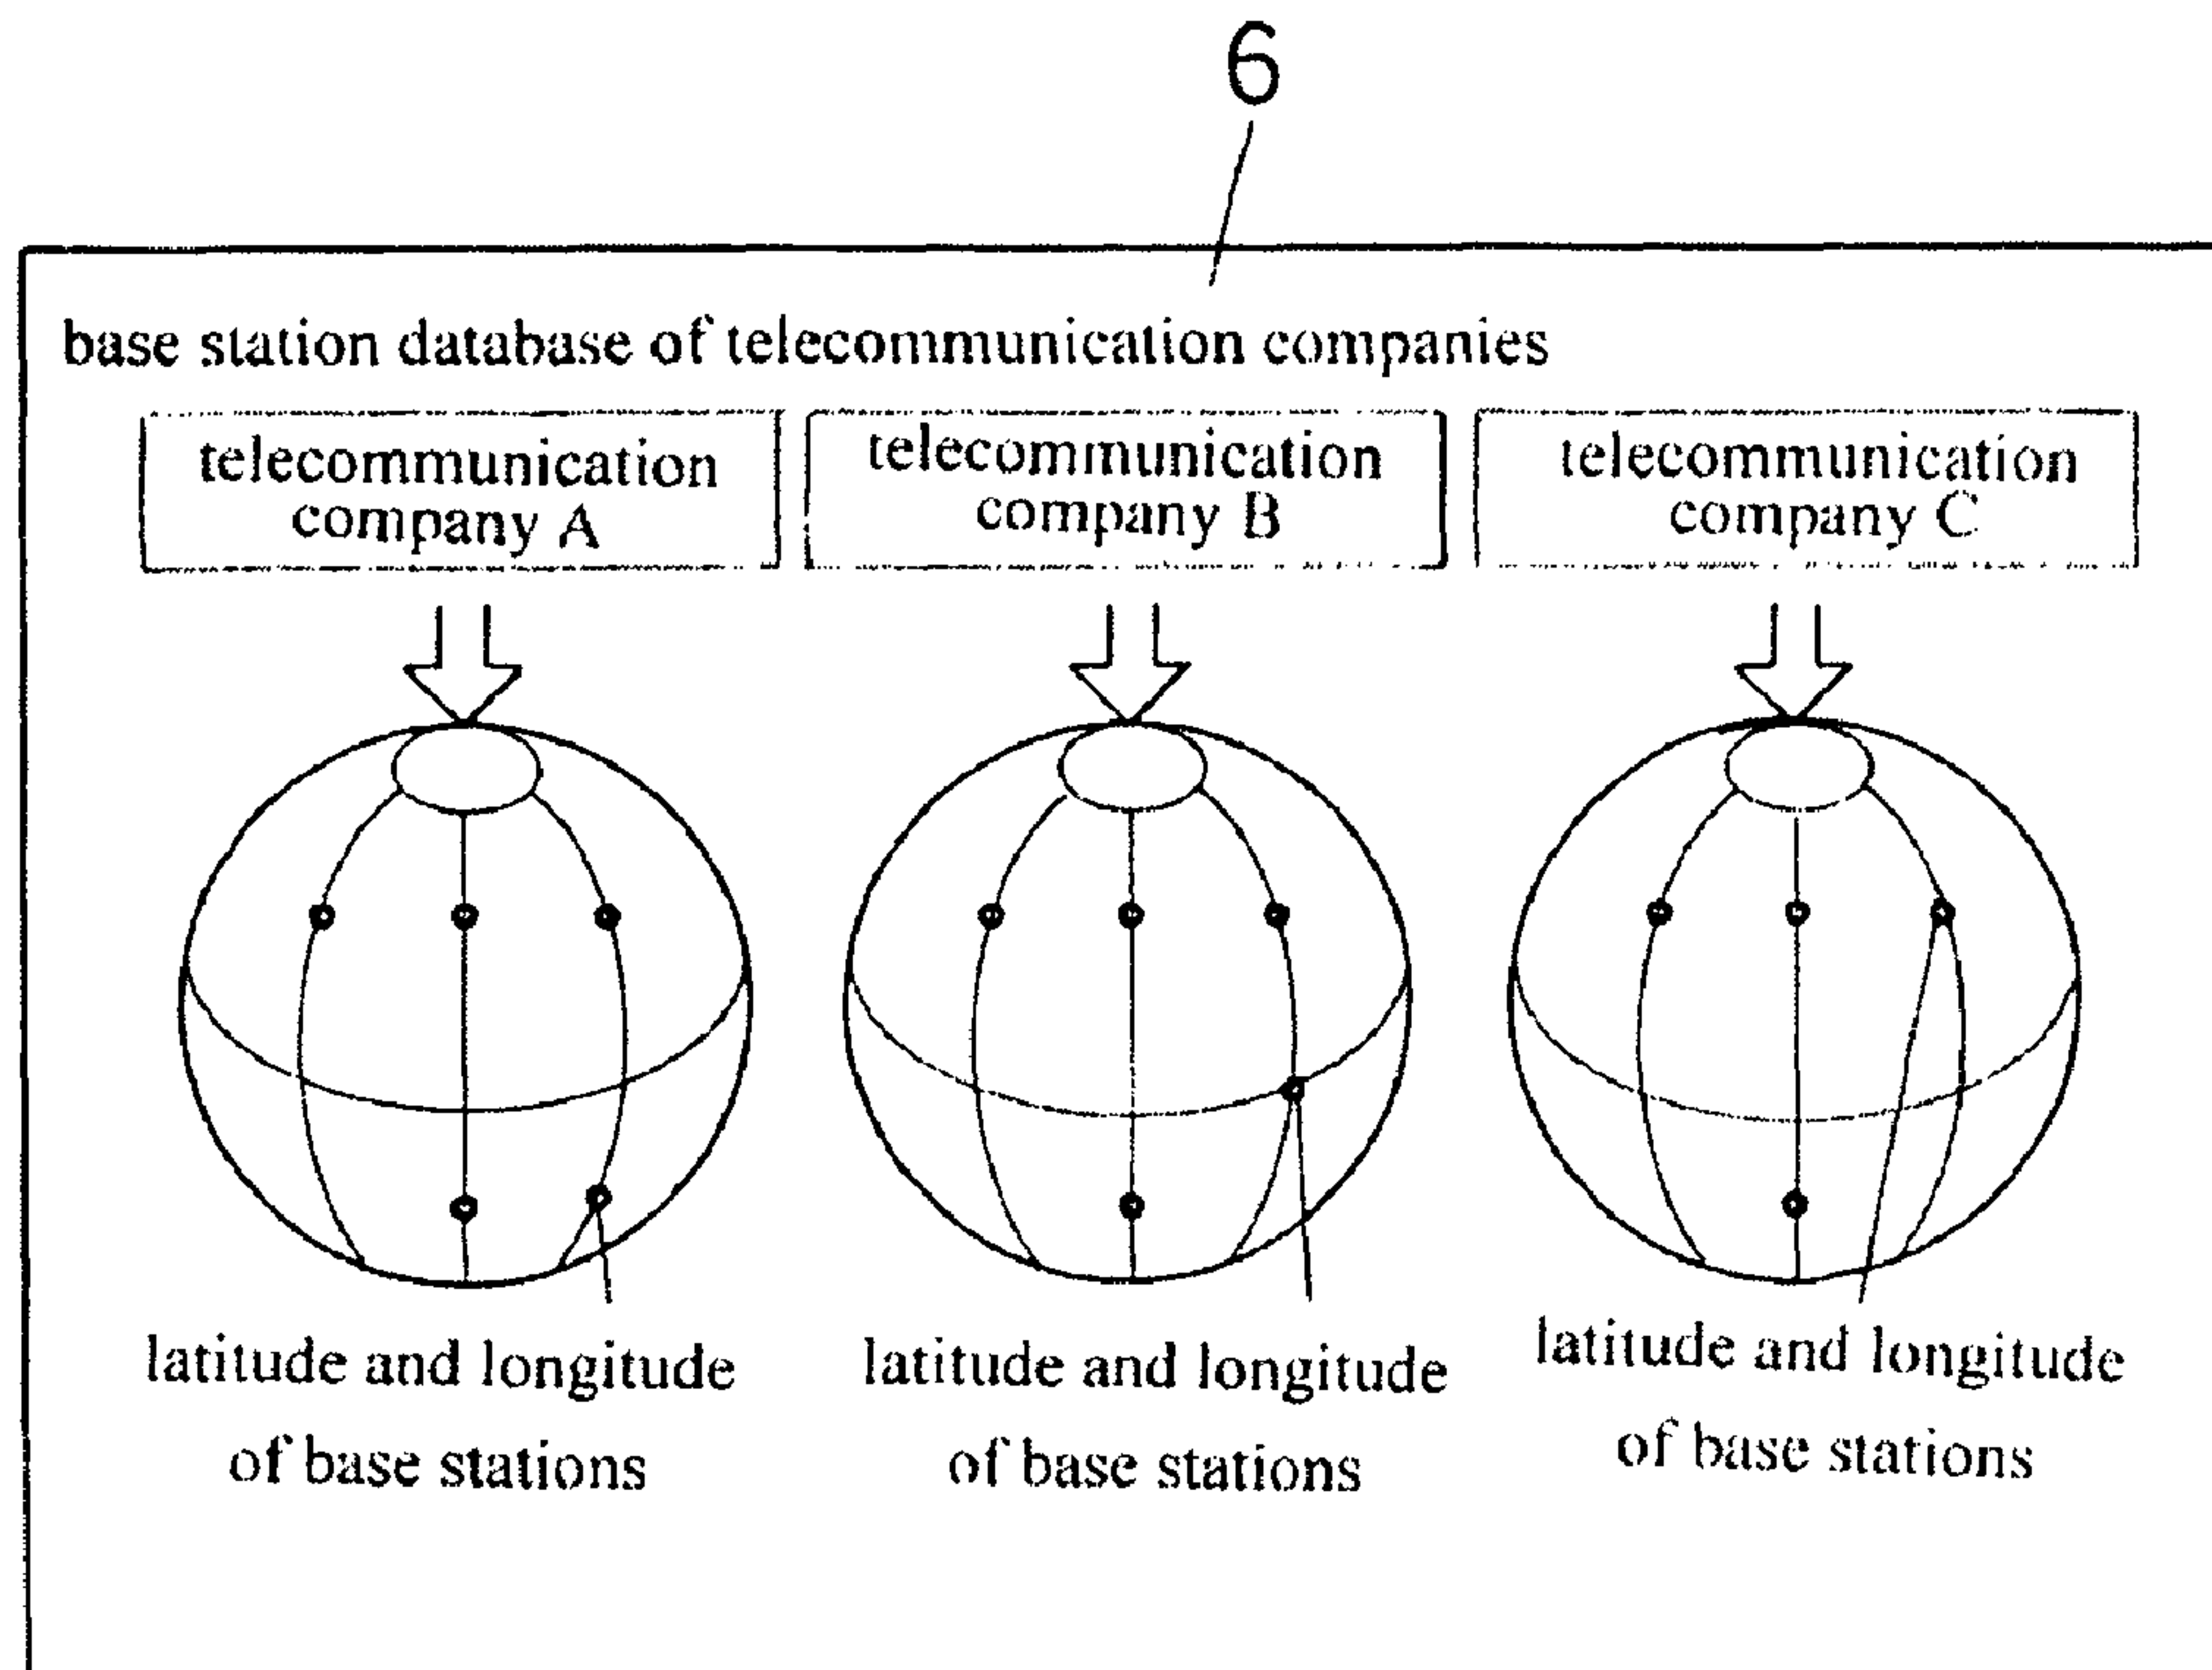 6
base station database of telecommunication companies
telecommunication
company A
telecommunication
company B
telecommunication
company C
latitude and longitude
of base stations
latitude and longitude
of base stations
latitude and longitude
of base stations